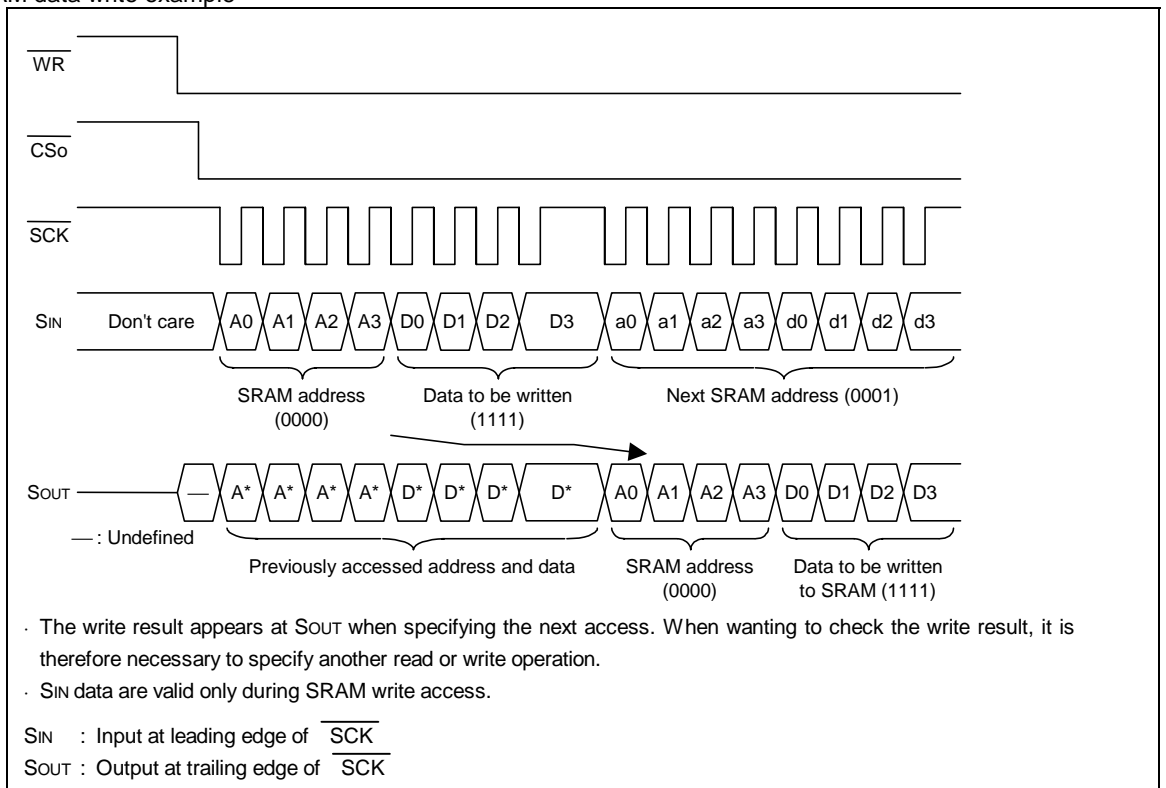 AM data write example
WR
CSo
SCK
SIN Don't care A0 A1 A2 A3 D0 D1 D2 D3 a0 a1 a2 a3 d0 d1 d2 d3
SRAM address Data to be written Next SRAM address (0001)
(0000) (1111)
SOUT — A* A* A* A* D* D* D* D* A0 A1 A2 A3 D0 D1 D2 D3
— : Undefined
Previously accessed address and data SRAM address Data to be written
(0000) to SRAM (1111)
· The write result appears at SOUT when specifying the next access. When wanting to check the write result, it is
therefore necessary to specify another read or write operation.
· SIN data are valid only during SRAM write access.
SIN : Input at leading edge of SCK
SOUT : Output at trailing edge of SCK